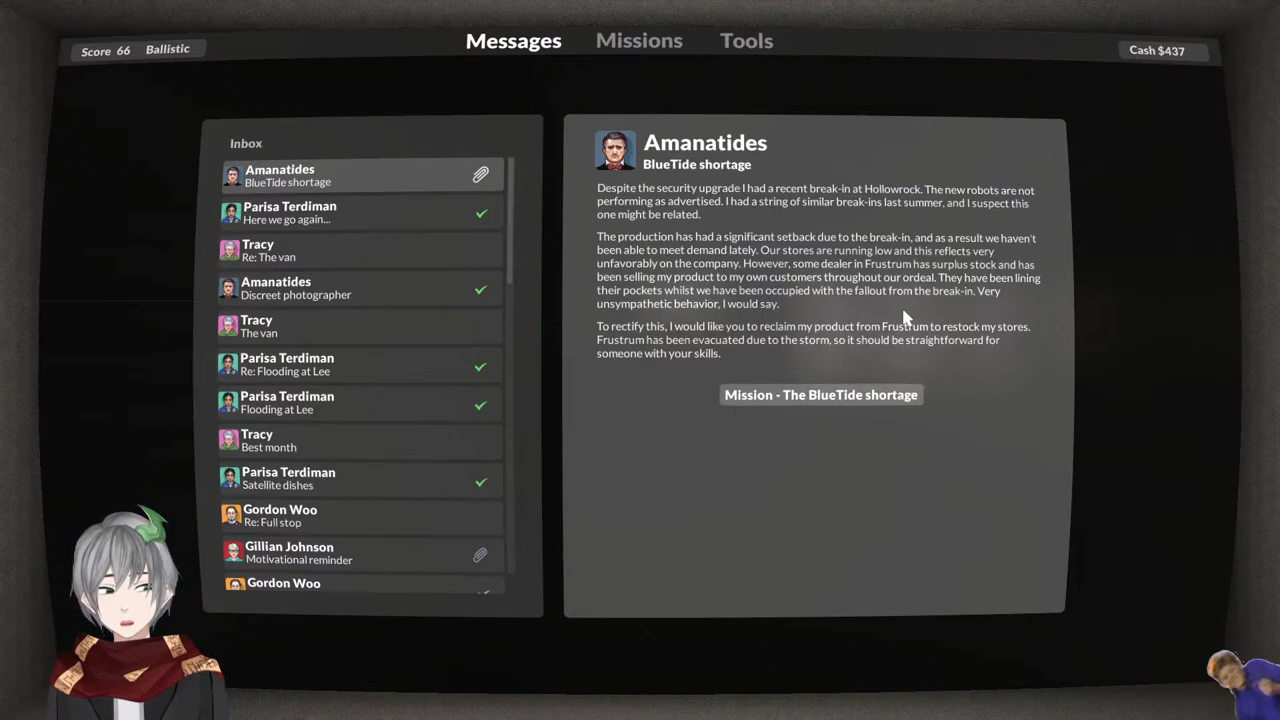 Score 66 Ballistic
Messages Missions Tools
Cash $437
Inbox
Amanatides
BlueTide shortage
Parisa Terdiman
Here we go again...
Tracy
Re: The van
Amanatides
Discreet photographer
Tracy
The van
Parisa Terdiman
Re: Flooding at Lee
Parisa Terdiman
Flooding at Lee
Tracy
Best month
Parisa Terdiman
Satellite dishes
Gordon Woo
Re: Full stop
Gillian Johnson
Motivational reminder
Gordon Woo
Amanatides
BlueTide shortage
Despite the security upgrade I had a recent break-in at Hollowrock. The new robots are not
performing as advertised. I had a string of similar break-ins last summer, and I suspect this
one might be related.
The production has had a significant setback due to the break-in, and as a result we haven't
been able to meet demand lately. Our stores are running low and this reflects very
unfavorably on the company. However, some dealer in Frustrum has surplus stock and has
been selling my product to my own customers throughout our ordeal. They have been lining
their pockets whilst we have been occupied with the fallout from the break-in. Very
unsympathetic behavior, I would say.
To rectify this, I would like you to reclaim my product from Frustrum to restock my stores.
Frustrum has been evacuated due to the storm, so it should be straightforward for
someone with your skills.
Mission - The BlueTide shortage